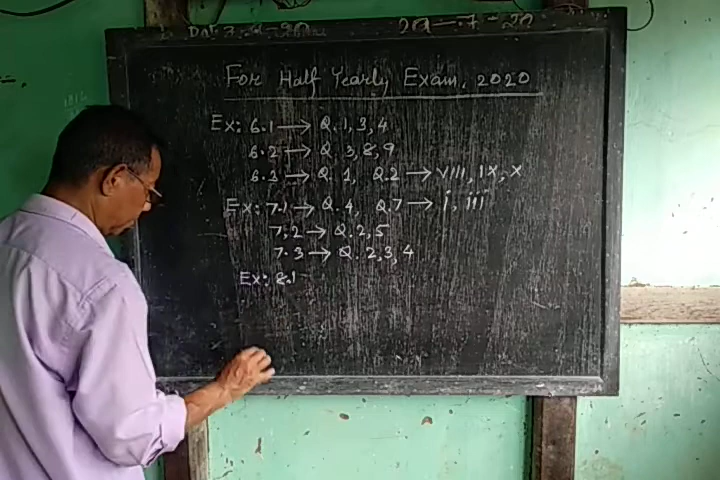 20-7-20
For Half Yearly Exam, 2020
Ex: 6.1 → Q.1, 3, 4
6.2 → Q. 3, 8, 9
6.3 → Q. 1, Q.2 → VIII, IX, X
Ex: 7.1 → Q.4, Q.7 → i, iii
7.2 → Q.2, 5
7.3 → Q. 2, 3, 4
Ex: 8.1